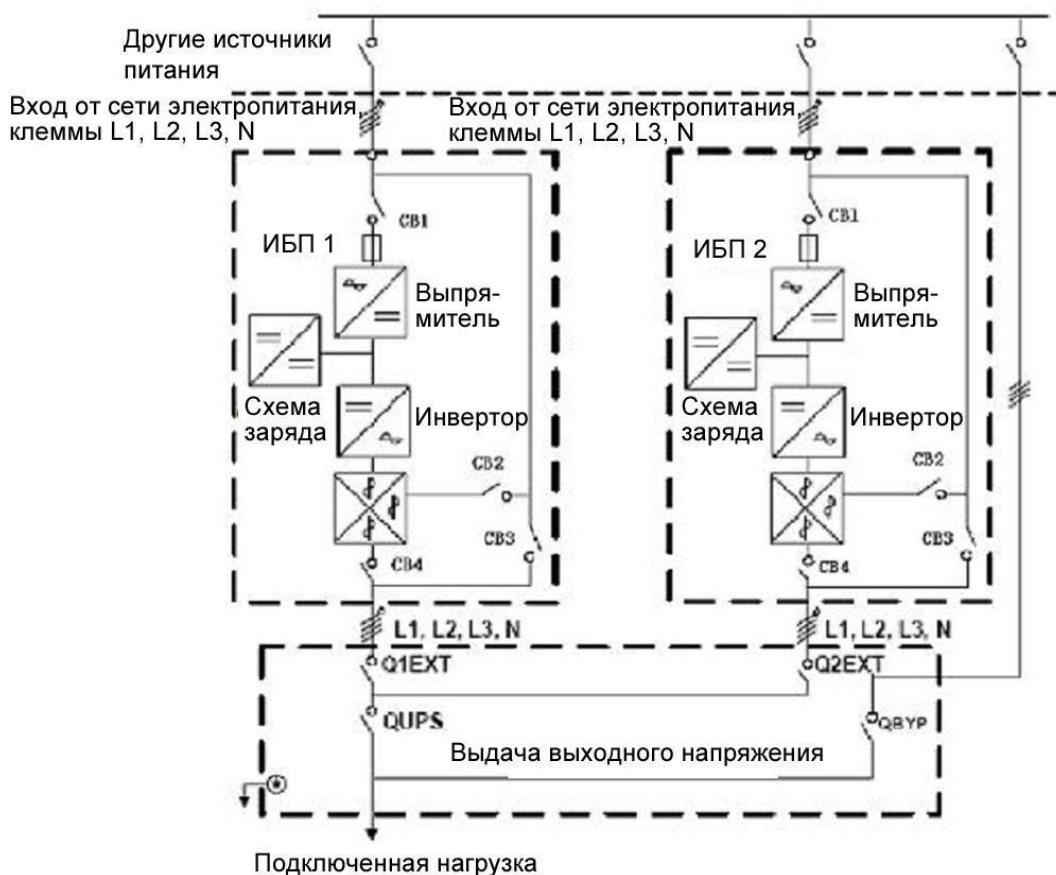 Другие источники
питания
Вход от сети электропитания,
клеммы L1, L2, L3, N
Вход от сети электропитания,
клеммы L1, L2, L3, N
CB1
ИБП 1
Выпря-
митель
Схема
заряда
Инвертор
CB2
CB3
CB4
CB1
ИБП 2
Выпря-
митель
Схема
заряда
Инвертор
CB2
CB3
CB4
L1, L2, L3, N
L1, L2, L3, N
Q1EXT
Q2EXT
QUPS
QBYP
Выдача выходного напряжения
Подключенная нагрузка